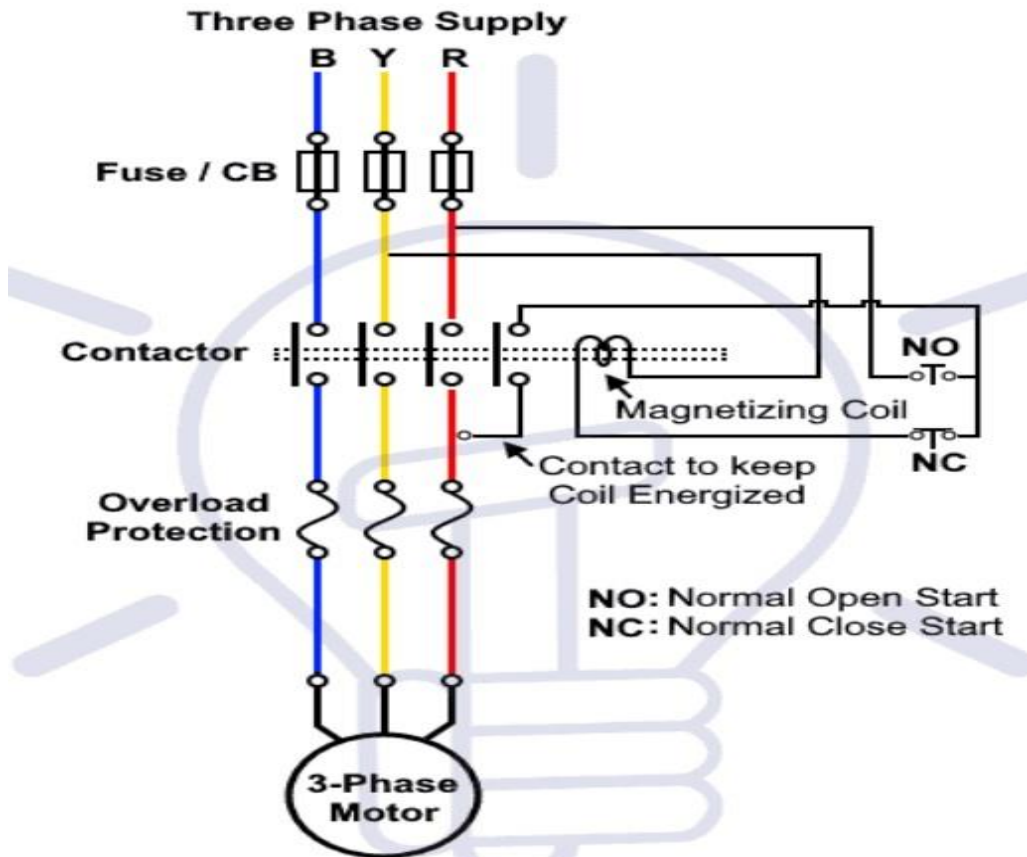 Three Phase Supply
B Y R
Fuse / CB
Contactor
NO
Magnetizing Coil
NC
Contact to keep
Coil Energized
Overload
Protection
NO: Normal Open Start
NC: Normal Close Start
3-Phase
Motor